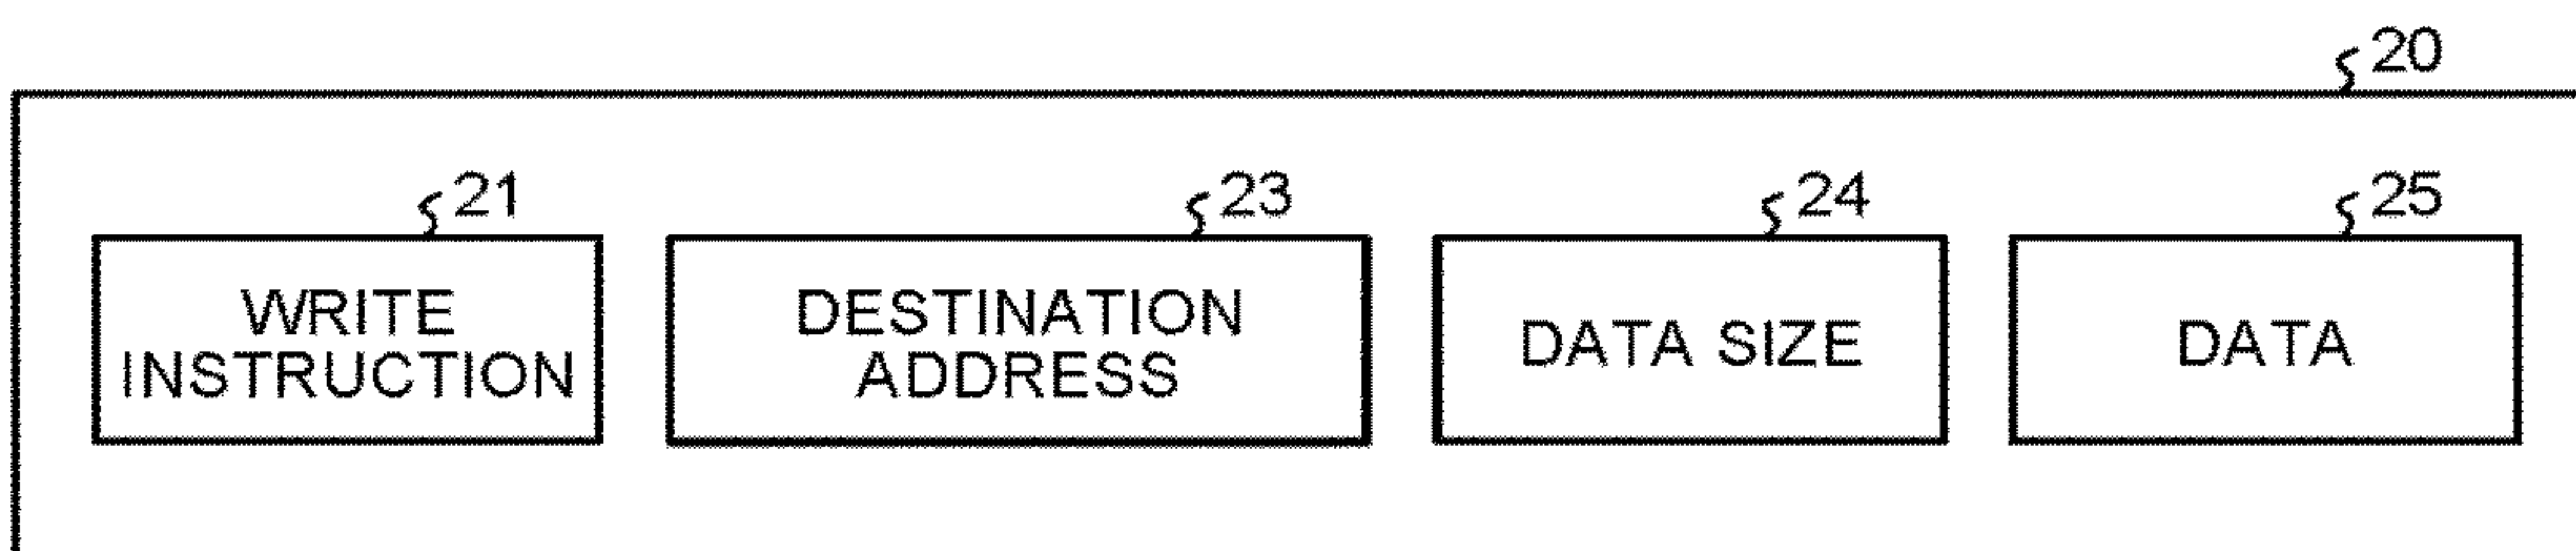 20
21
23
24
25
WRITE
INSTRUCTION
DESTINATION
ADDRESS
DATA SIZE
DATA